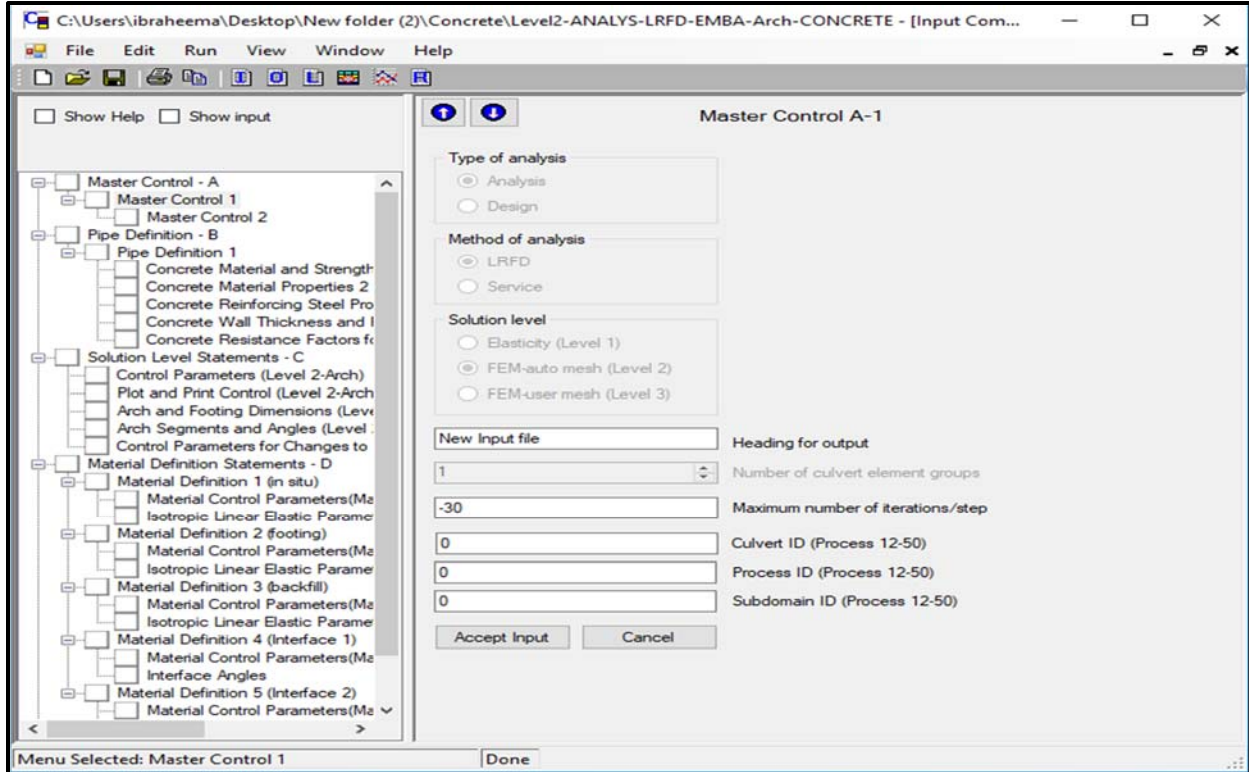 C:\Users\ibraheema\Desktop\New folder (2)\Concrete\Level2-ANALYS-LRFD-EMBA-Arch-CONCRETE - [Input Com...
File Edit Run View Window Help
Show Help Show input
Master Control - A
Master Control 1
Master Control 2
Pipe Definition - B
Pipe Definition 1
Concrete Material and Strength
Concrete Material Properties 2
Concrete Reinforcing Steel Pro
Concrete Wall Thickness and
Concrete Resistance Factors fo
Solution Level Statements - C
Control Parameters (Level 2-Arch)
Plot and Print Control (Level 2-Arch
Arch and Footing Dimensions (Leve
Arch Segments and Angles (Level
Control Parameters for Changes to
Material Definition Statements - D
Material Definition 1 (in situ)
Material Control Parameters(Ma
Isotropic Linear Elastic Parame
Material Definition 2 (footing)
Material Control Parameters(Ma
Isotropic Linear Elastic Parame
Material Definition 3 (backfill)
Material Control Parameters(Ma
Isotropic Linear Elastic Parame
Material Definition 4 (Interface 1)
Material Control Parameters(Ma
Interface Angles
Material Definition 5 (Interface 2)
Material Control Parameters(Ma
Master Control A-1
Type of analysis
Analysis
Design
Method of analysis
LRFD
Service
Solution level
Elasticity (Level 1)
FEM-auto mesh (Level 2)
FEM-user mesh (Level 3)
New Input file Heading for output
1 Number of culvert element groups
-30 Maximum number of iterations/step
0 Culvert ID (Process 12-50)
0 Process ID (Process 12-50)
0 Subdomain ID (Process 12-50)
Accept Input Cancel
Menu Selected: Master Control 1 Done